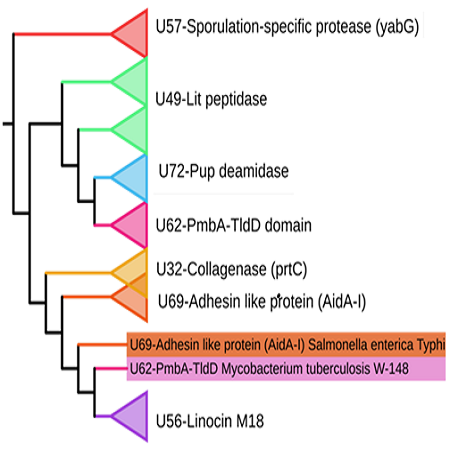 U57-Sporulation-specific protease (yabG)
U49-Lit peptidase
U72-Pup deamidase
U62-PmbA-TldD domain
U32-Collagenase (prtC)
U69-Adhesin like protein (AidA-I)
U69-Adhesin like protein (AidA-I) Salmonella enterica Typhi
U62-PmbA-TldD Mycobacterium tuberculosis W-148
U56-Linocin M18